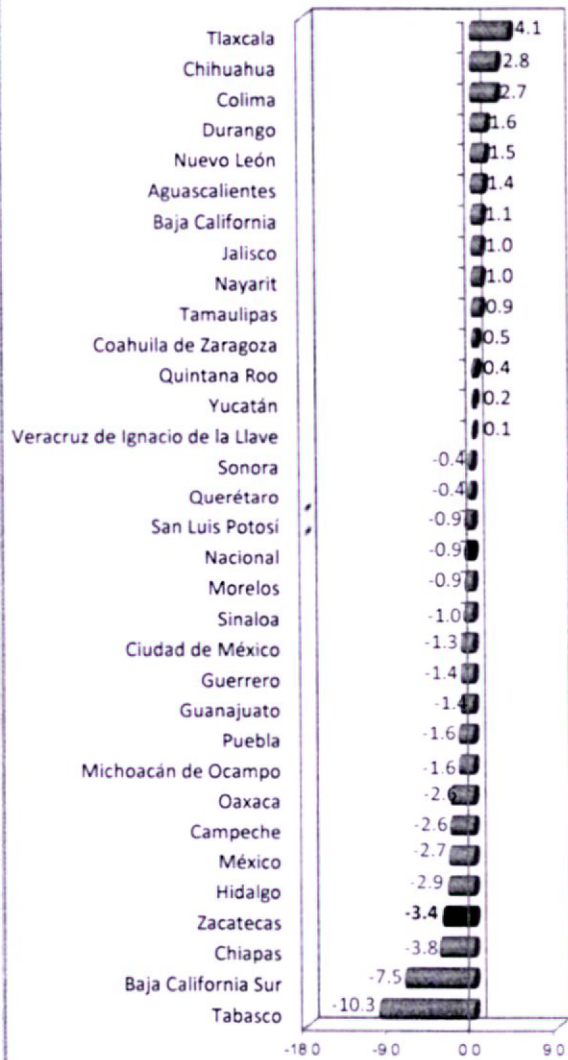 Tlaxcala 4.1
Chihuahua 2.8
Colima 2.7
Durango 1.6
Nuevo León 1.5
Aguascalientes 1.4
Baja California 1.1
Jalisco 1.0
Nayarit 1.0
Tamaulipas 0.9
Coahuila de Zaragoza 0.5
Quintana Roo 0.4
Yucatán 0.2
Veracruz de Ignacio de la Llave 0.1
Sonora -0.4
Querétaro -0.4
San Luis Potosí -0.9
Nacional -0.9
Morelos -0.9
Sinaloa -1.0
Ciudad de México -1.3
Guerrero -1.4
Guanajuato -1.4
Puebla -1.6
Michoacán de Ocampo -1.6
Oaxaca -2.6
Campeche -2.6
México -2.7
Hidalgo -2.9
Zacatecas -3.4
Chiapas -3.8
Baja California Sur -7.5
Tabasco -10.3
-18.0 -9.0 0.0 9.0